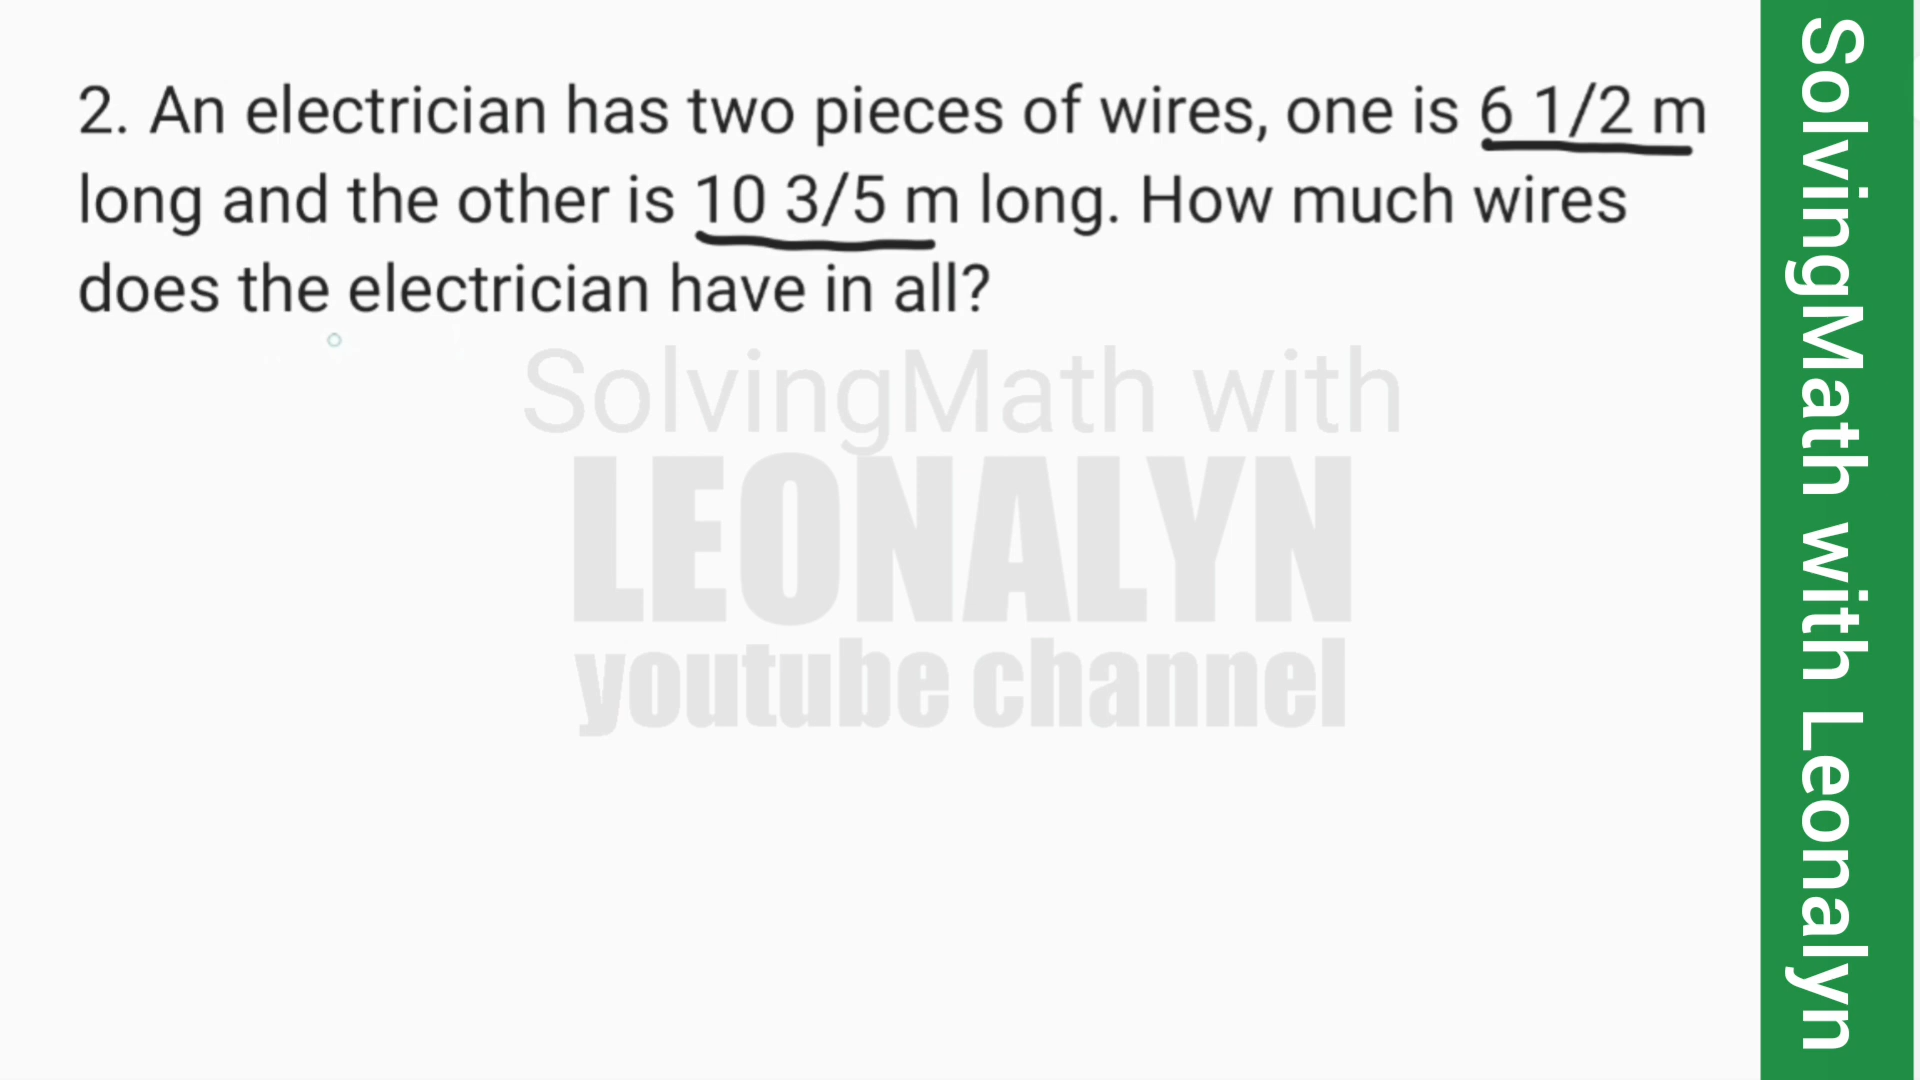 2. An electrician has two pieces of wires, one is 6 1/2 m
long and the other is 10 3/5 m long. How much wires
does the electrician have in all?
SolvingMath with
LEONALYN
youtube channel
SolvingMath with Leonalyn